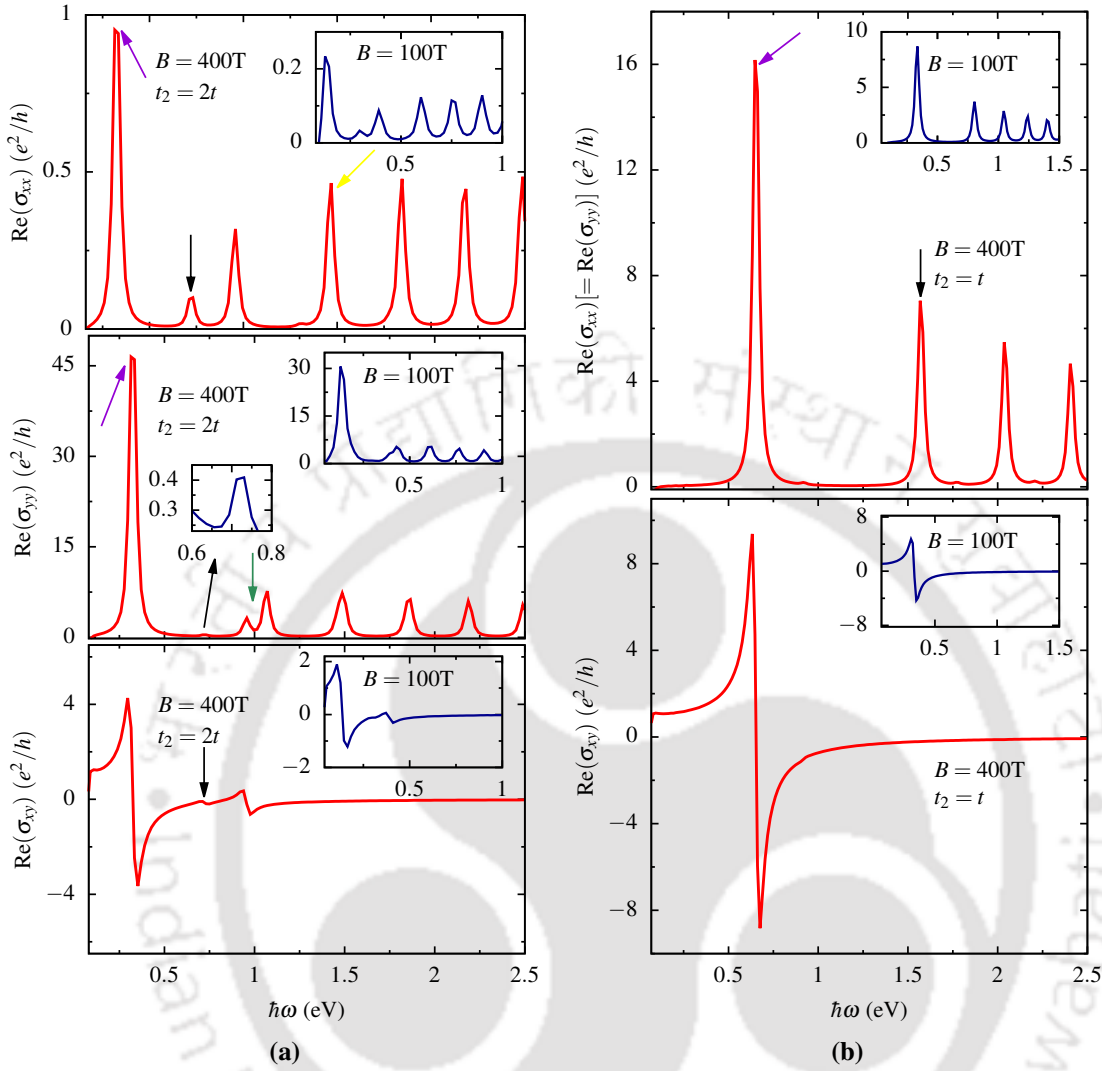 1
0.5
0
Re(σxx) (e²/h)
B = 400T
t₂ = 2t
0.2
0
B = 100T
0.5
1
45
30
15
0
Re(σyy) (e²/h)
B = 400T
t₂ = 2t
0.4
0.3
0.6
0.8
30
15
0
B = 100T
0.5
1
4
0
−4
Re(σxy) (e²/h)
B = 400T
t₂ = 2t
2
0
−2
B = 100T
0.5
1
0.5
1
1.5
2
2.5
ħω (eV)
(a)
16
12
8
4
0
Re(σxx)[= Re(σyy)] (e²/h)
10
5
0
B = 100T
0.5
1
1.5
B = 400T
t₂ = t
8
4
0
−4
−8
Re(σxy) (e²/h)
8
0
−8
B = 100T
0.5
1
1.5
B = 400T
t₂ = t
0.5
1
1.5
2
2.5
ħω (eV)
(b)
Indian